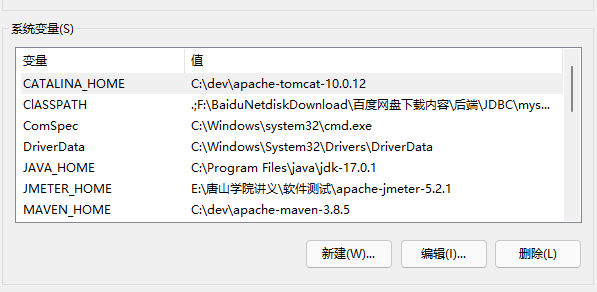 系统变量(S)
变量 值
CATALINA_HOME C:\dev\apache-tomcat-10.0.12
ClASSPATH .;F:\BaiduNetdiskDownload\百度网盘下载内容\后端\JDBC\mys...
ComSpec C:\Windows\system32\cmd.exe
DriverData C:\Windows\System32\Drivers\DriverData
JAVA_HOME C:\Program Files\java\jdk-17.0.1
JMETER_HOME E:\唐山学院讲义\软件测试\apache-jmeter-5.2.1
MAVEN_HOME C:\dev\apache-maven-3.8.5
新建(W)... 编辑(I)... 删除(L)